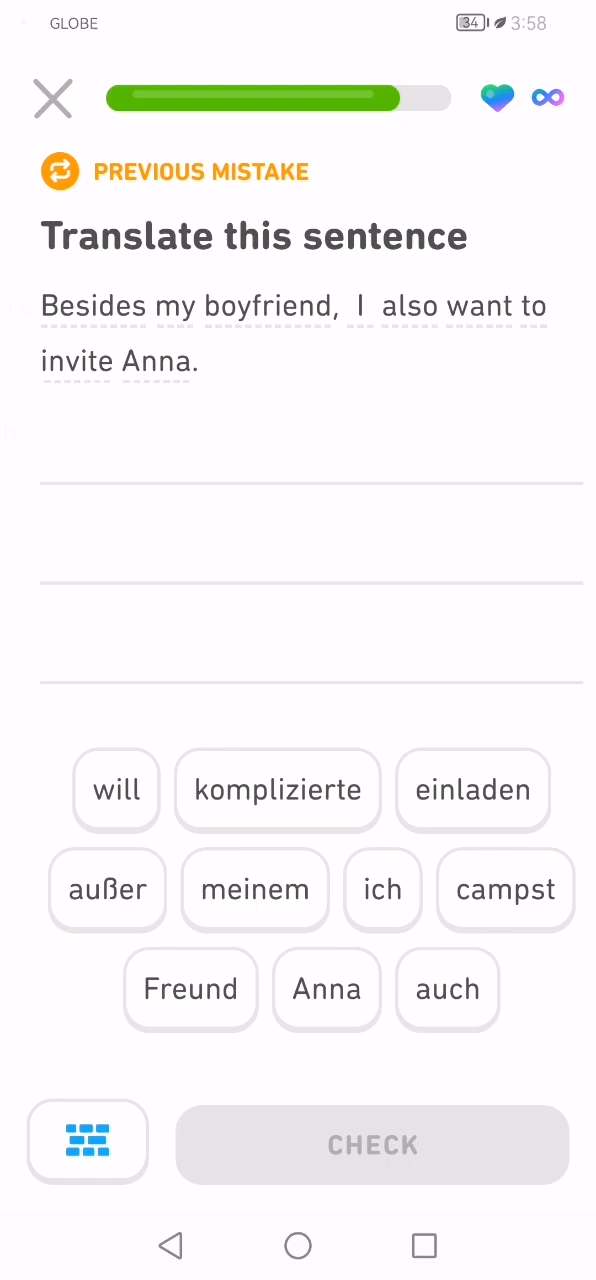 GLOBE 34 3:58
PREVIOUS MISTAKE
Translate this sentence
Besides my boyfriend, I also want to
invite Anna.
will komplizierte einladen
außer meinem ich campst
Freund Anna auch
CHECK